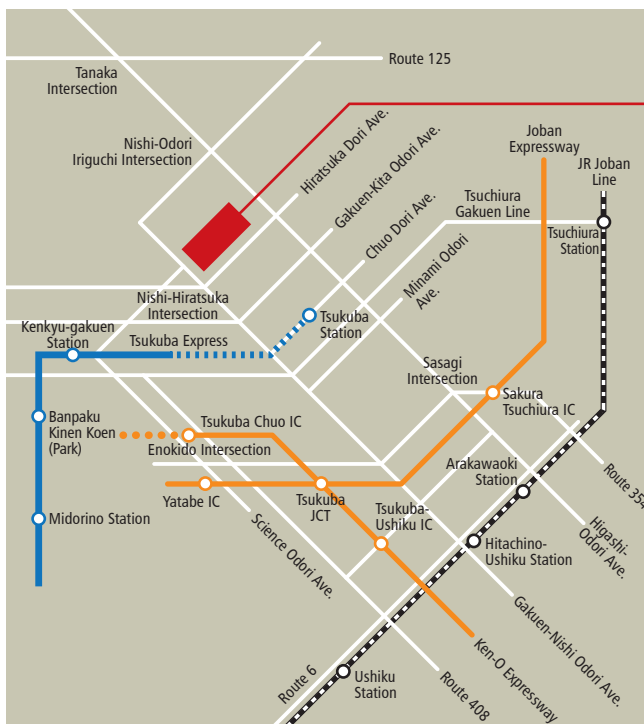 Route 125
Tanaka
Intersection
Joban
Expressway
Nishi-Odori
Iriguchi Intersection
Hiratsuka Dori Ave.
Gakuen-Kita Odori Ave.
JR Joban
Line
Tsuchiura
Gakuen Line
Chuo Dori Ave.
Tsuchiura
Station
Minami Odori
Ave.
Nishi-Hiratsuka
Intersection
Tsukuba
Station
Kenkyu-gakuen
Station
Tsukuba Express
Sasagi
Intersection
Sakura
Tsuchiura IC
Banpaku
Kinen Koen
(Park)
Tsukuba Chuo IC
Enokido Intersection
Route 354
Arakawaoki
Station
Yatabe IC
Tsukuba
JCT
Tsukuba-
Ushiku IC
Midorino Station
Science Odori Ave.
Higashi-
Odori Ave.
Hitachino-
Ushiku Station
Gakuen-Nishi Odori Ave.
Ken-O Expressway
Route 6
Ushiku
Station
Route 408